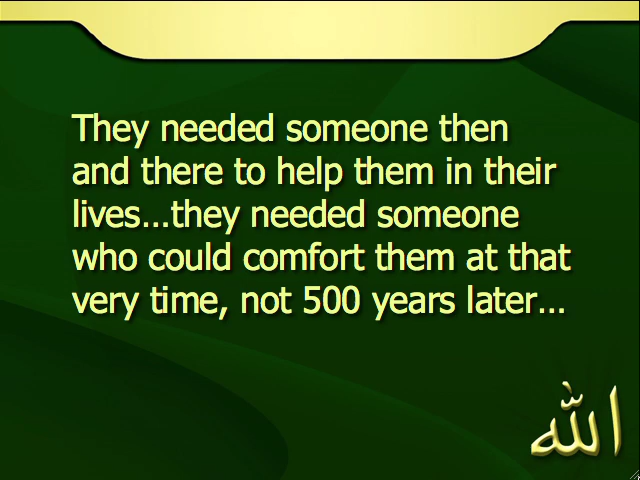 They needed someone then
and there to help them in their
lives...they needed someone
who could comfort them at that
very time, not 500 years later...
الله